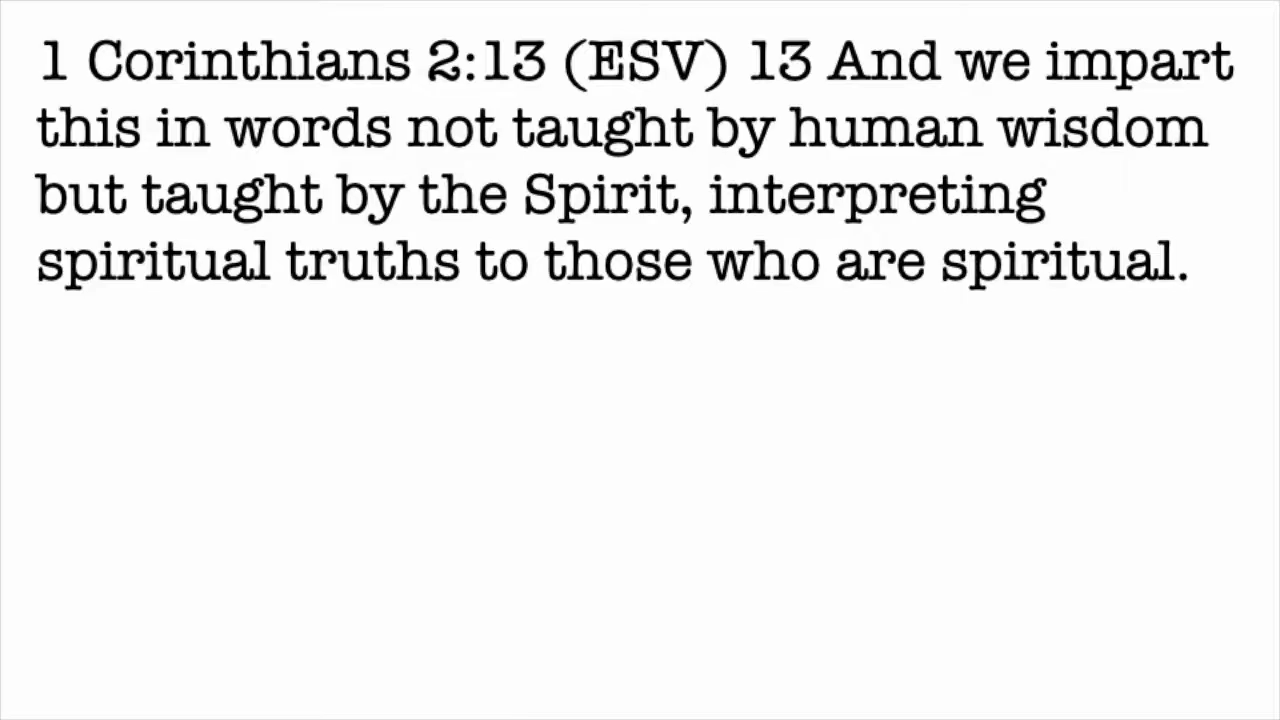 1 Corinthians 2:13 (ESV) 13 And we impart
this in words not taught by human wisdom
but taught by the Spirit, interpreting
spiritual truths to those who are spiritual.